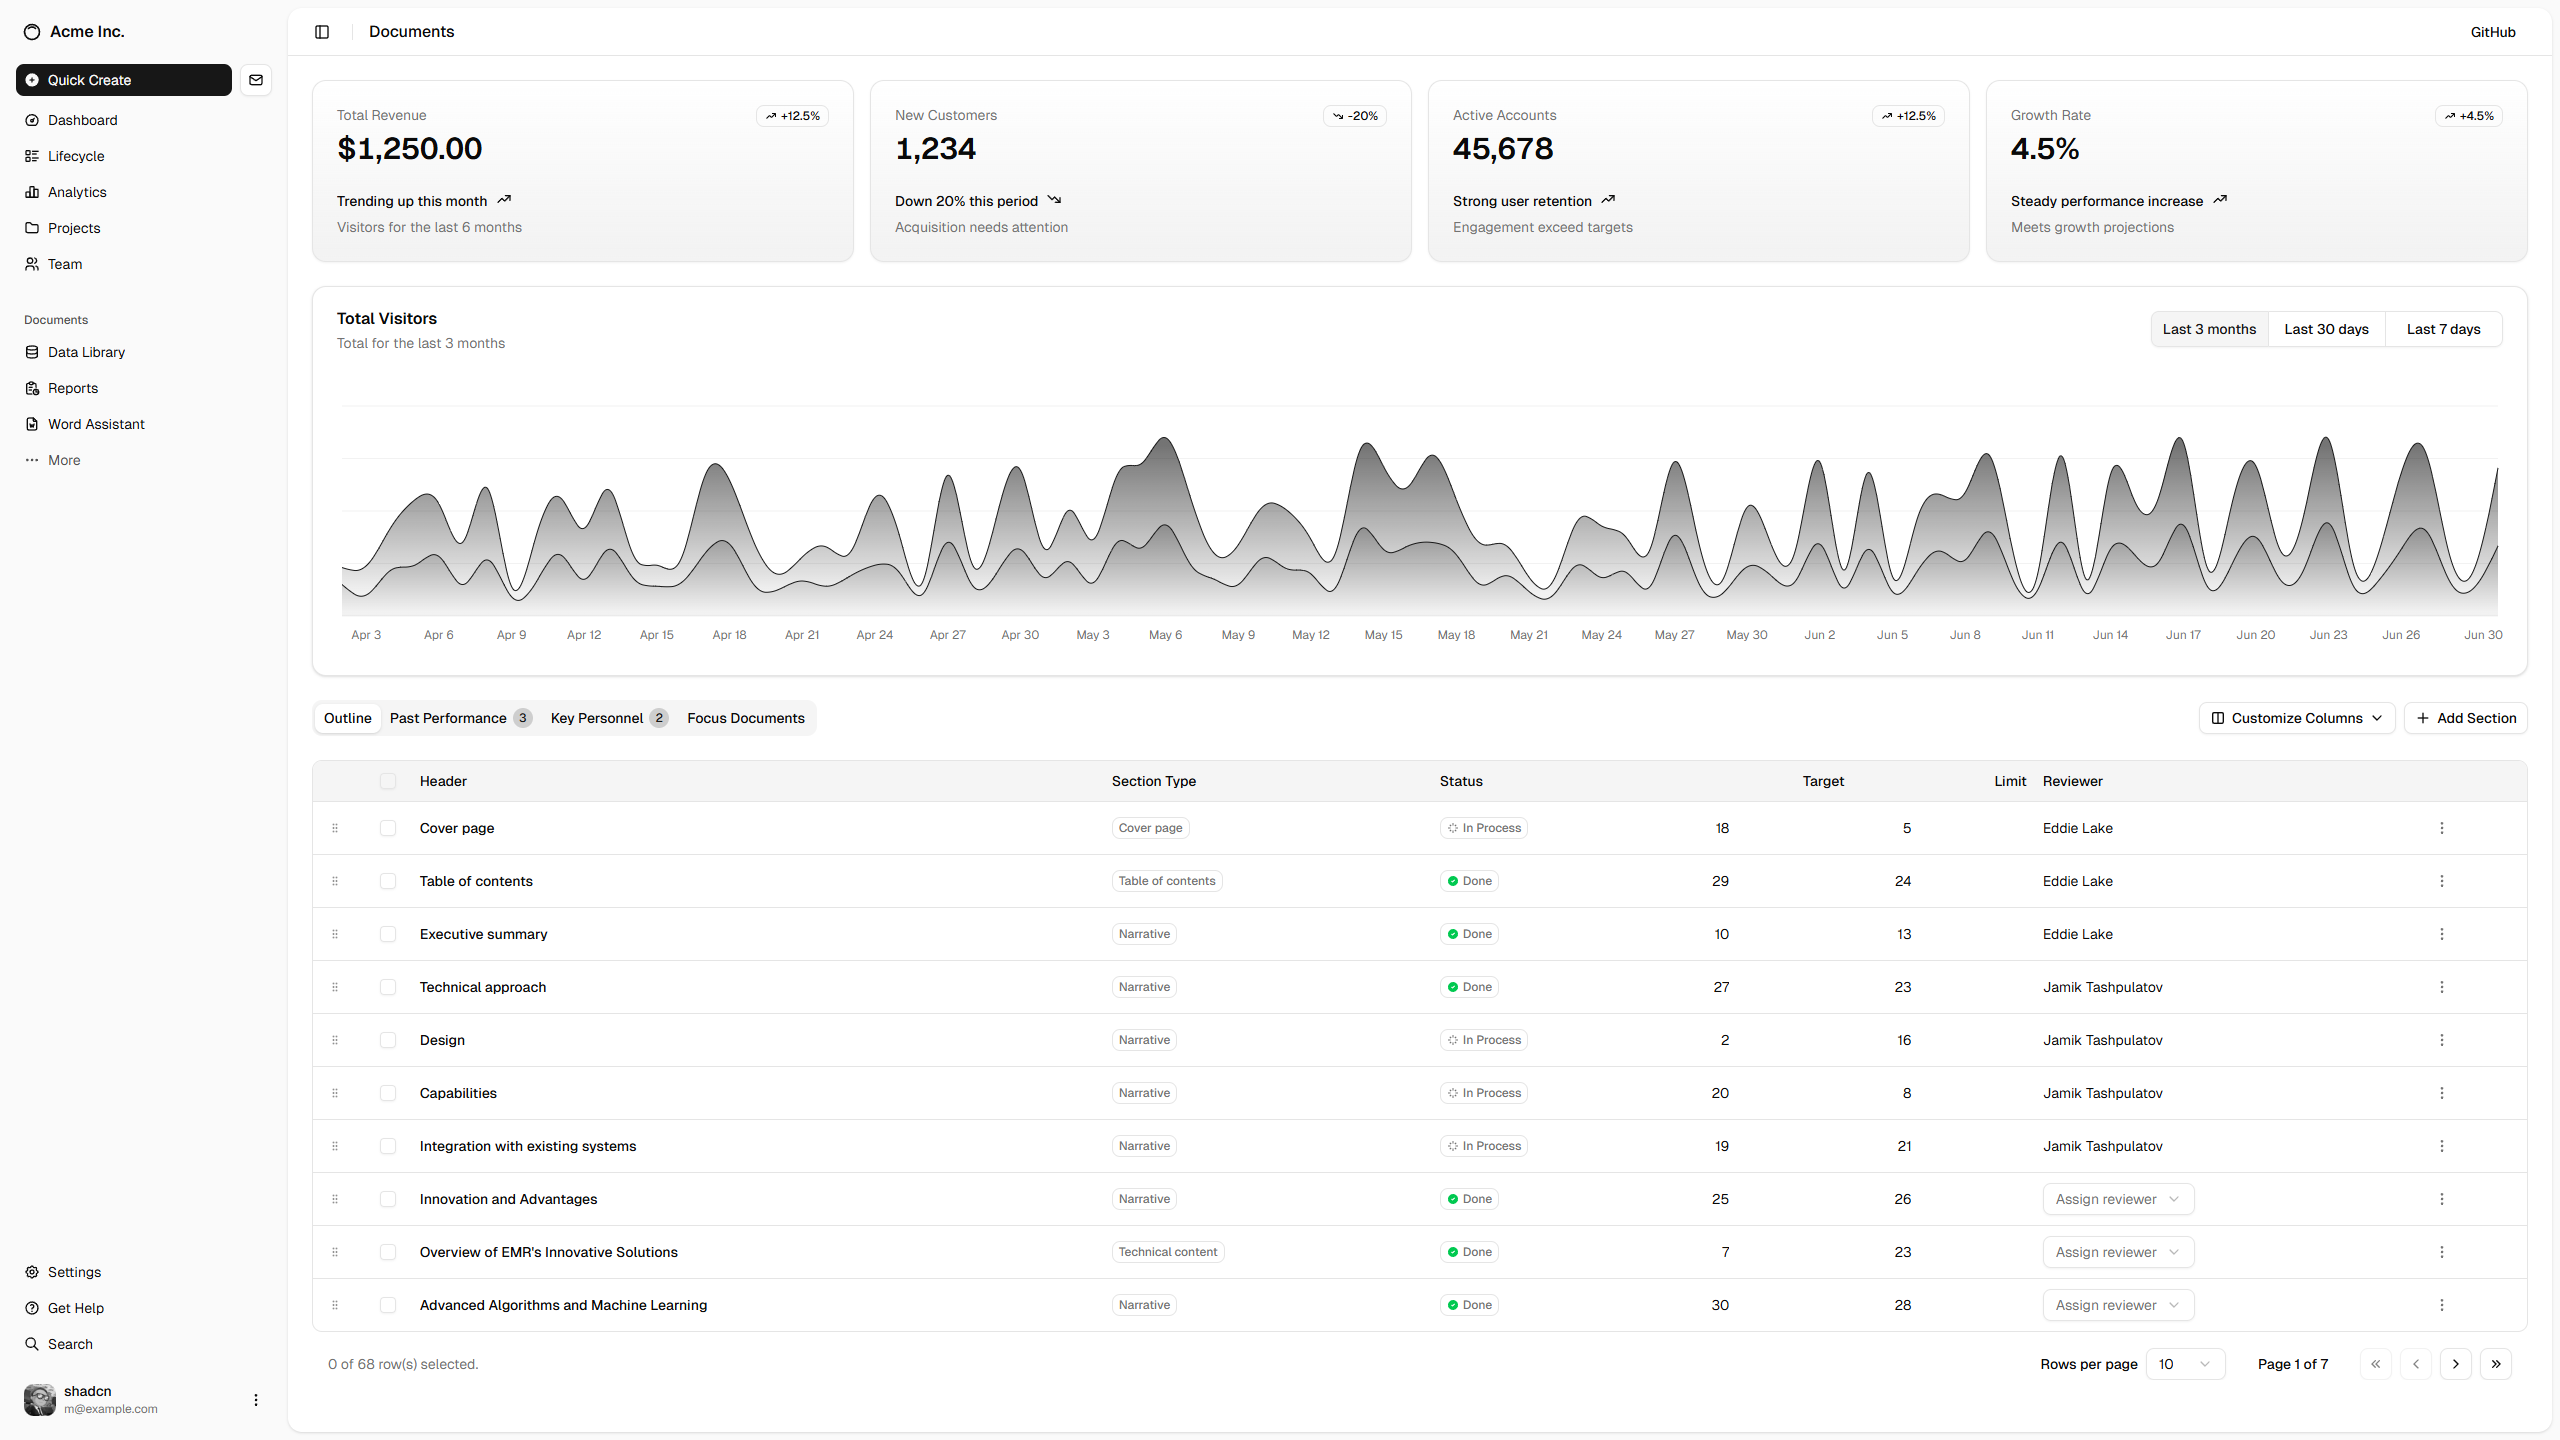 Acme Inc.
Quick Create
Dashboard
Lifecycle
Analytics
Projects
Team
Documents
Data Library
Reports
Word Assistant
More
Settings
Get Help
Search
shadcn
m@example.com
Documents
GitHub
Total Revenue
+12.5%
$1,250.00
Trending up this month
Visitors for the last 6 months
New Customers
-20%
1,234
Down 20% this period
Acquisition needs attention
Active Accounts
+12.5%
45,678
Strong user retention
Engagement exceed targets
Growth Rate
+4.5%
4.5%
Steady performance increase
Meets growth projections
Total Visitors
Total for the last 3 months
Last 3 months Last 30 days Last 7 days
Apr 3 Apr 6 Apr 9 Apr 12 Apr 15 Apr 18 Apr 21 Apr 24 Apr 27 Apr 30 May 3 May 6 May 9 May 12 May 15 May 18 May 21 May 24 May 27 May 30 Jun 2 Jun 5 Jun 8 Jun 11 Jun 14 Jun 17 Jun 20 Jun 23 Jun 26 Jun 30
Outline Past Performance 3 Key Personnel 2 Focus Documents
Customize Columns Add Section
Header Section Type Status Target Limit Reviewer
Cover page Cover page In Process 18 5 Eddie Lake
Table of contents Table of contents Done 29 24 Eddie Lake
Executive summary Narrative Done 10 13 Eddie Lake
Technical approach Narrative Done 27 23 Jamik Tashpulatov
Design Narrative In Process 2 16 Jamik Tashpulatov
Capabilities Narrative In Process 20 8 Jamik Tashpulatov
Integration with existing systems Narrative In Process 19 21 Jamik Tashpulatov
Innovation and Advantages Narrative Done 25 26 Assign reviewer
Overview of EMR's Innovative Solutions Technical content Done 7 23 Assign reviewer
Advanced Algorithms and Machine Learning Narrative Done 30 28 Assign reviewer
0 of 68 row(s) selected.
Rows per page 10 Page 1 of 7